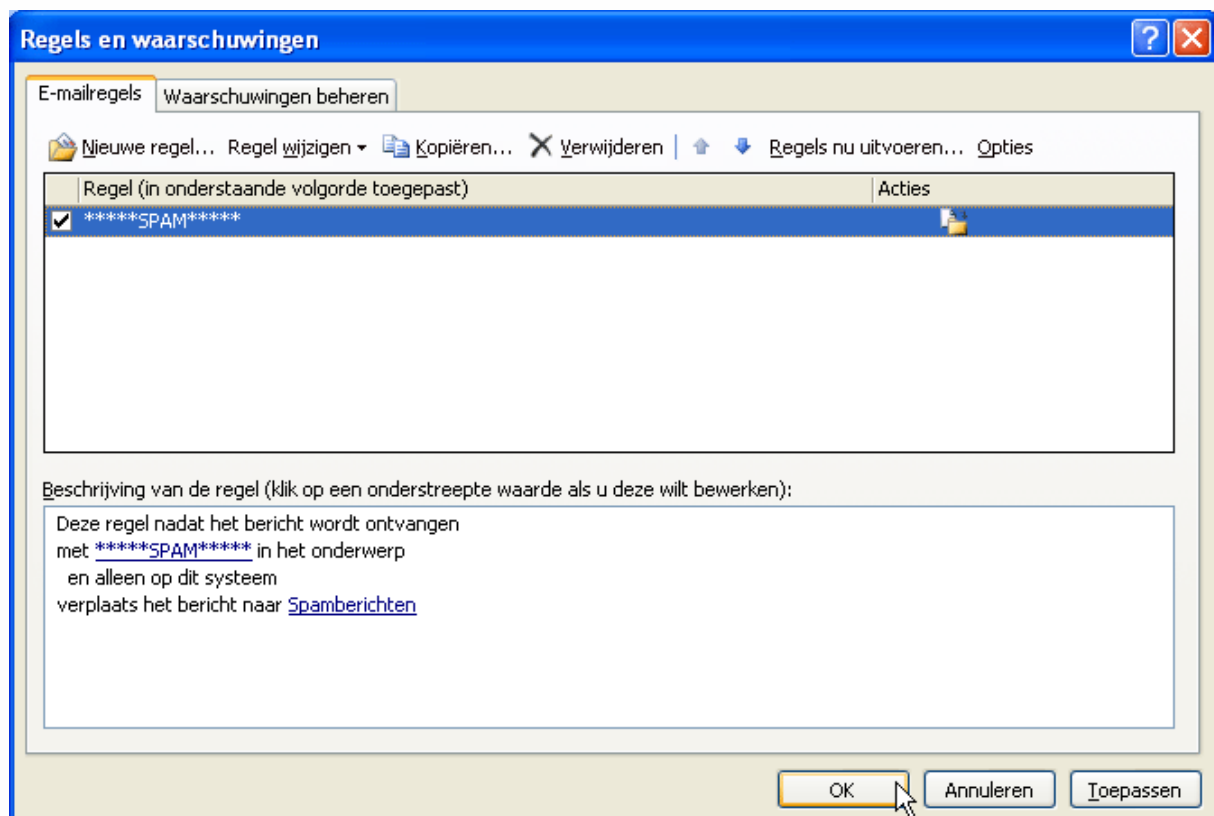 Regels en waarschuwingen
E-mailregels Waarschuwingen beheren
Nieuwe regel... Regel wijzigen Kopiëren... Verwijderen Regels nu uitvoeren... Opties
Regel (in onderstaande volgorde toegepast) Acties
*****SPAM*****
Beschrijving van de regel (klik op een onderstreepte waarde als u deze wilt bewerken):
Deze regel nadat het bericht wordt ontvangen
met *****SPAM***** in het onderwerp
en alleen op dit systeem
verplaats het bericht naar Spamberichten
OK Annuleren Toepassen